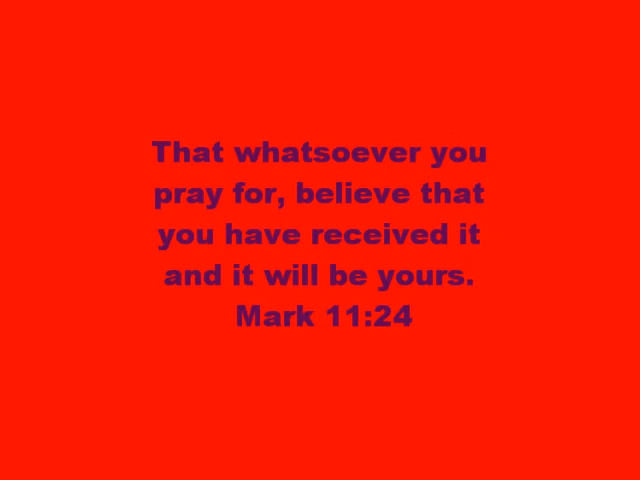 That whatsoever you
pray for, believe that
you have received it
and it will be yours.
Mark 11:24